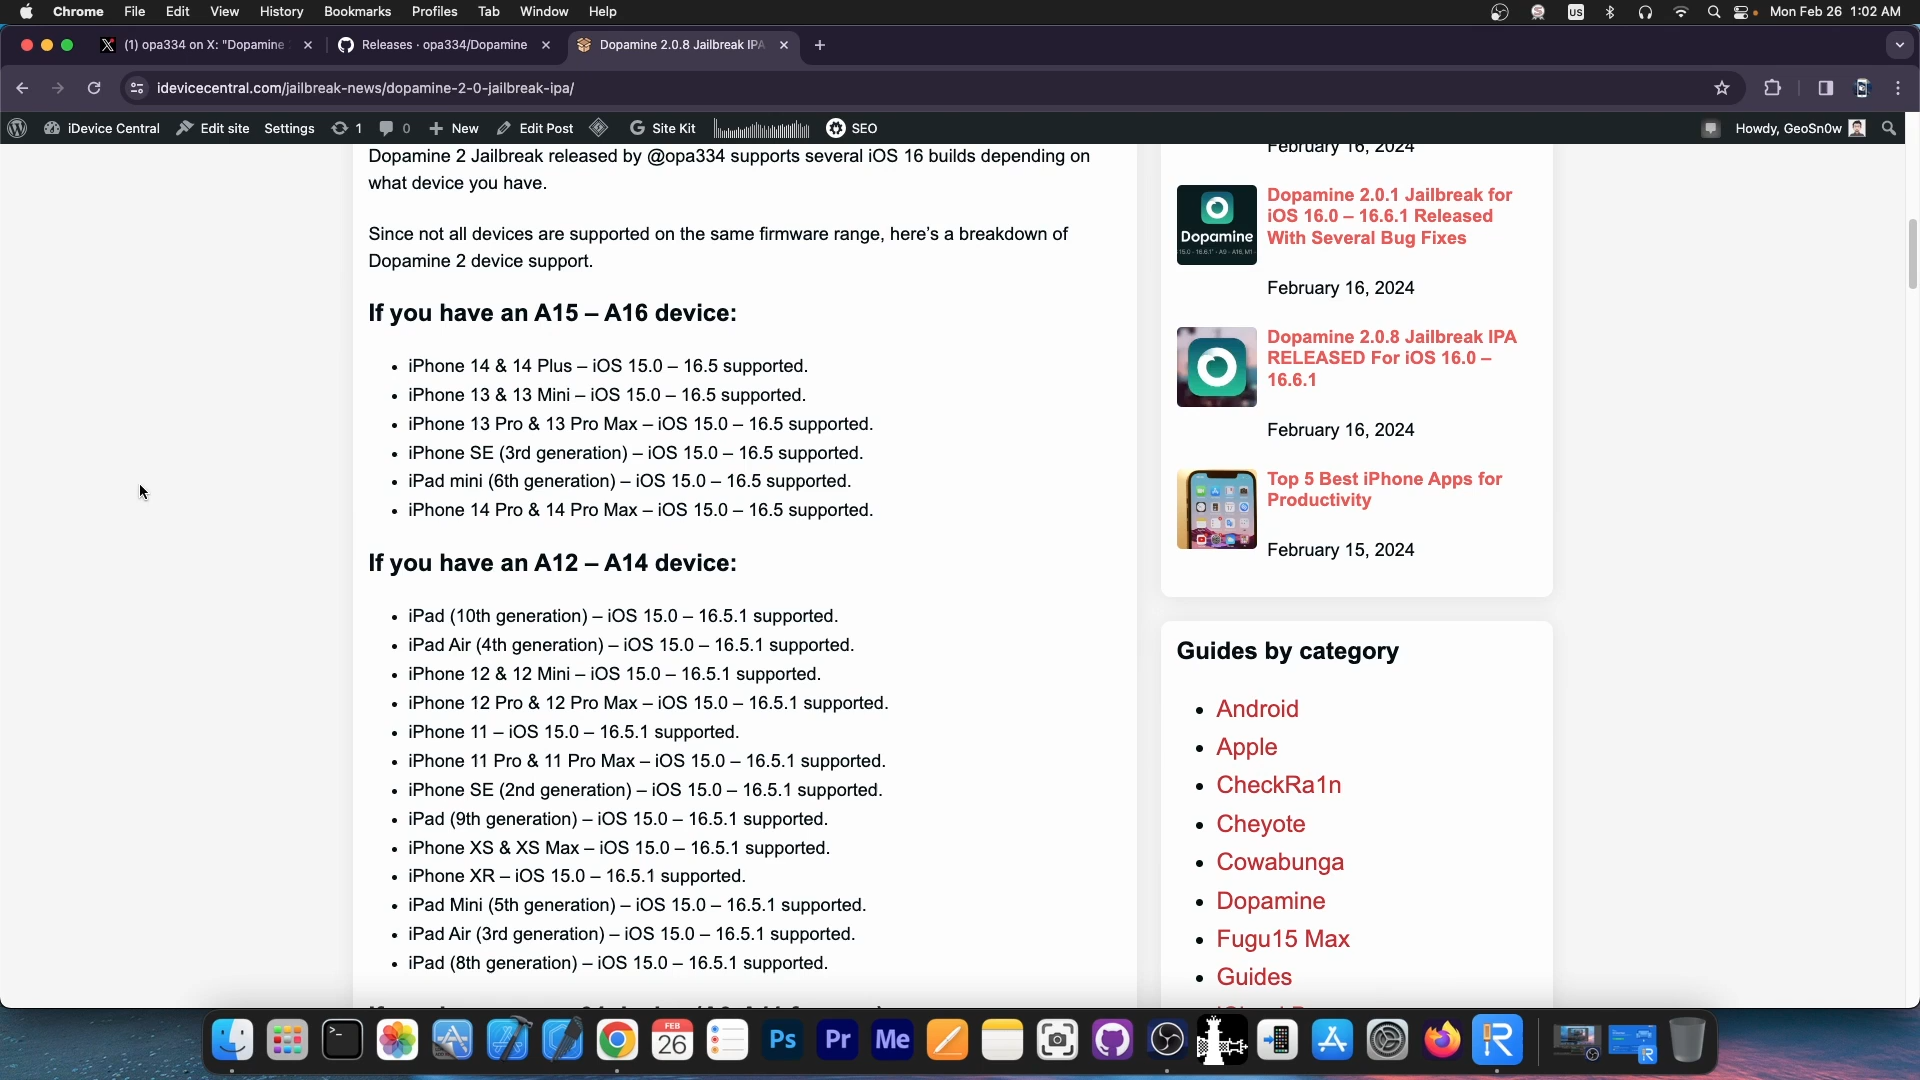 Chrome File Edit View History Bookmarks Profiles Tab Window Help
US
Mon Feb 26 1:02 AM
(1) opa334 on X: "Dopamine
Releases · opa334/Dopamine
Dopamine 2.0.8 Jailbreak IPA
idevicecentral.com/jailbreak-news/dopamine-2-0-jailbreak-ipa/
iDevice Central Edit site Settings 1 0 New Edit Post Site Kit SEO Howdy, GeoSn0w
Dopamine 2 Jailbreak released by @opa334 supports several iOS 16 builds depending on
what device you have.
Since not all devices are supported on the same firmware range, here's a breakdown of
Dopamine 2 device support.
If you have an A15 – A16 device:
• iPhone 14 & 14 Plus – iOS 15.0 – 16.5 supported.
• iPhone 13 & 13 Mini – iOS 15.0 – 16.5 supported.
• iPhone 13 Pro & 13 Pro Max – iOS 15.0 – 16.5 supported.
• iPhone SE (3rd generation) – iOS 15.0 – 16.5 supported.
• iPad mini (6th generation) – iOS 15.0 – 16.5 supported.
• iPhone 14 Pro & 14 Pro Max – iOS 15.0 – 16.5 supported.
If you have an A12 – A14 device:
• iPad (10th generation) – iOS 15.0 – 16.5.1 supported.
• iPad Air (4th generation) – iOS 15.0 – 16.5.1 supported.
• iPhone 12 & 12 Mini – iOS 15.0 – 16.5.1 supported.
• iPhone 12 Pro & 12 Pro Max – iOS 15.0 – 16.5.1 supported.
• iPhone 11 – iOS 15.0 – 16.5.1 supported.
• iPhone 11 Pro & 11 Pro Max – iOS 15.0 – 16.5.1 supported.
• iPhone SE (2nd generation) – iOS 15.0 – 16.5.1 supported.
• iPad (9th generation) – iOS 15.0 – 16.5.1 supported.
• iPhone XS & XS Max – iOS 15.0 – 16.5.1 supported.
• iPhone XR – iOS 15.0 – 16.5.1 supported.
• iPad Mini (5th generation) – iOS 15.0 – 16.5.1 supported.
• iPad Air (3rd generation) – iOS 15.0 – 16.5.1 supported.
• iPad (8th generation) – iOS 15.0 – 16.5.1 supported.
February 16, 2024
Dopamine
Dopamine 2.0.1 Jailbreak for
iOS 16.0 – 16.6.1 Released
With Several Bug Fixes
February 16, 2024
Dopamine 2.0.8 Jailbreak IPA
RELEASED For iOS 16.0 –
16.6.1
February 16, 2024
Top 5 Best iPhone Apps for
Productivity
February 15, 2024
Guides by category
• Android
• Apple
• CheckRa1n
• Cheyote
• Cowabunga
• Dopamine
• Fugu15 Max
• Guides
FEB
26
Ps
Pr
Me